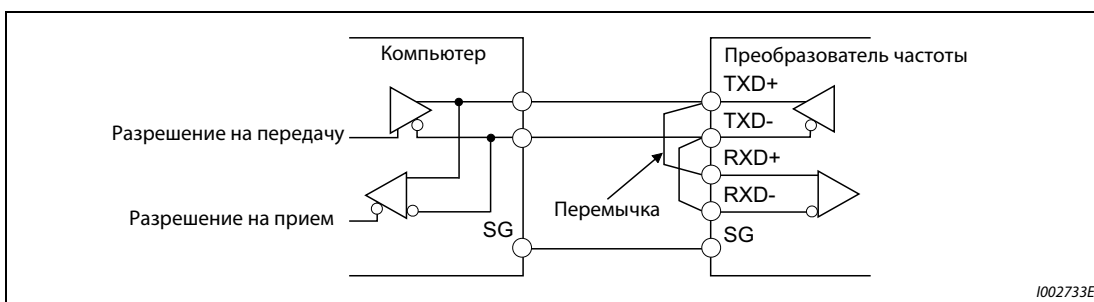 Компьютер
Преобразователь частоты
TXD+
TXD-
Разрешение на передачу
RXD+
RXD-
Перемычка
Разрешение на прием
SG
SG
I002733E